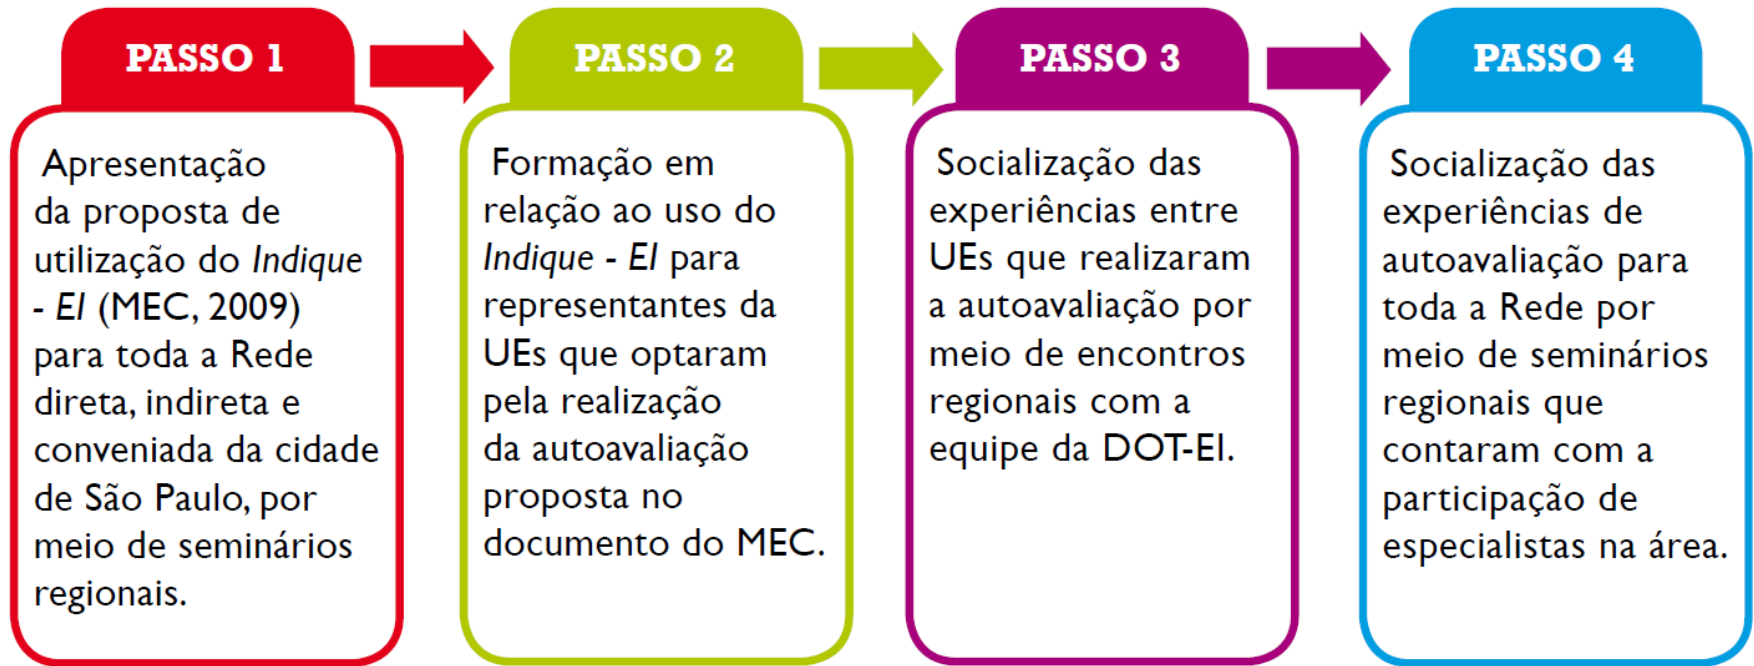 PASSO 1
Apresentação
da proposta de
utilização do Indique
- EI (MEC, 2009)
para toda a Rede
direta, indireta e
conveniada da cidade
de São Paulo, por
meio de seminários
regionais.
PASSO 2
Formação em
relação ao uso do
Indique - EI para
representantes da
UEs que optaram
pela realização
da autoavaliação
proposta no
documento do MEC.
PASSO 3
Socialização das
experiências entre
UEs que realizaram
a autoavaliação por
meio de encontros
regionais com a
equipe da DOT-EI.
PASSO 4
Socialização das
experiências de
autoavaliação para
toda a Rede por
meio de seminários
regionais que
contaram com a
participação de
especialistas na área.